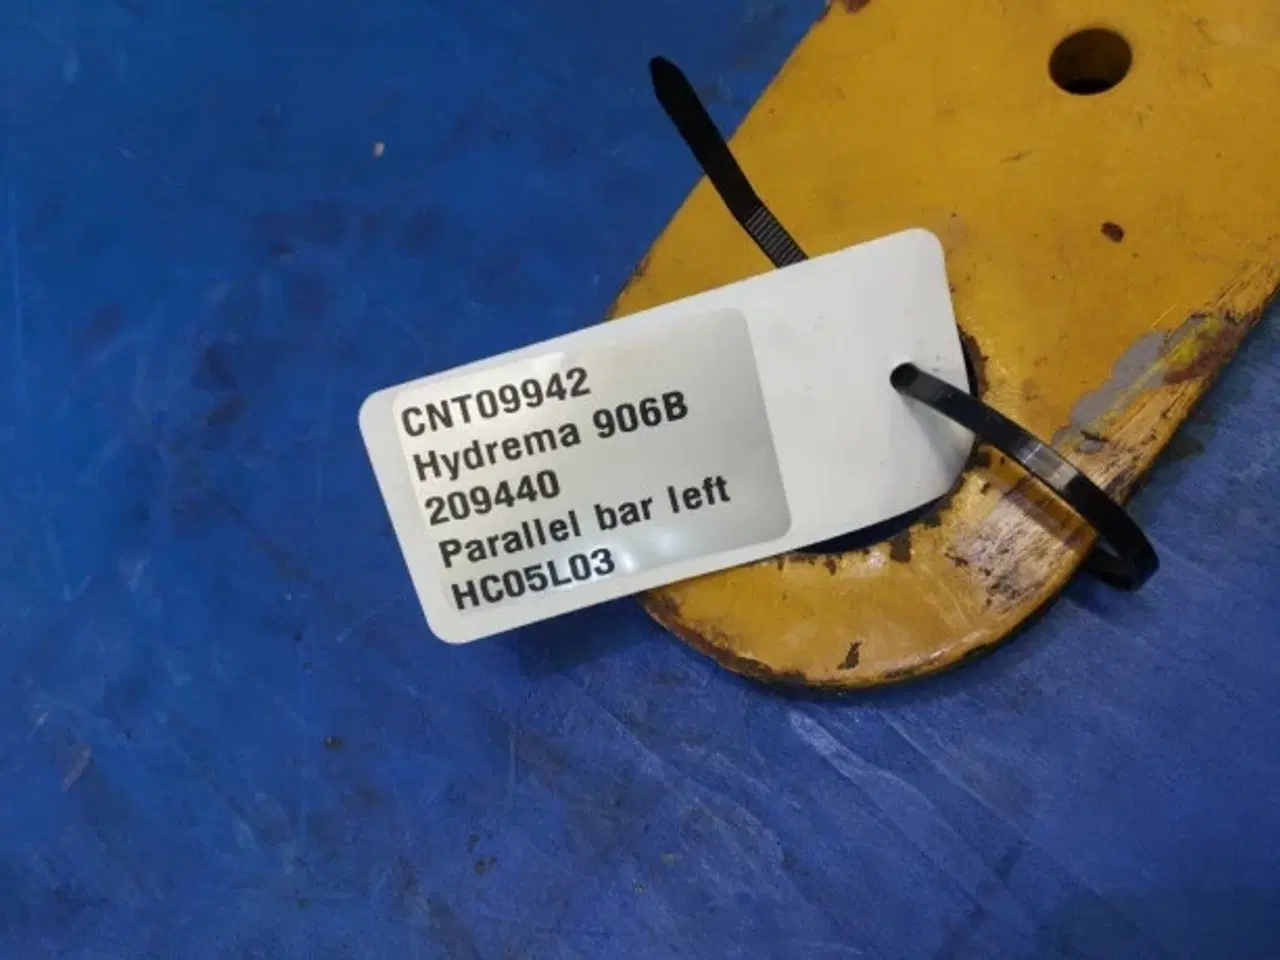 CNT09942
Hydrema 906B
209440
Parallel bar left
HC05L03